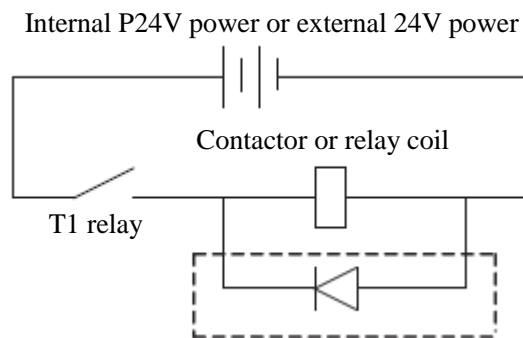 Internal P24V power or external 24V power
Contactor or relay coil
T1 relay